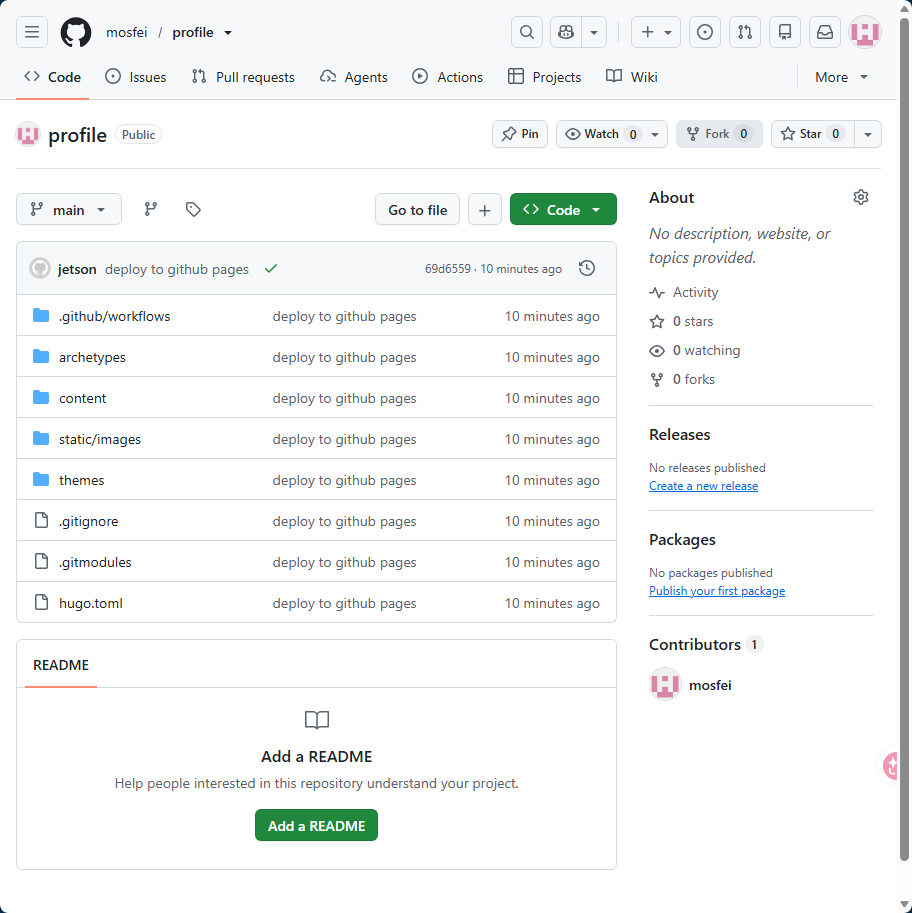 mosfei / profile
Code Issues Pull requests Agents Actions Projects Wiki More
profile Public Pin Watch 0 Fork 0 Star 0
main Go to file Code
jetson deploy to github pages 69d6559 · 10 minutes ago
.github/workflows deploy to github pages 10 minutes ago
archetypes deploy to github pages 10 minutes ago
content deploy to github pages 10 minutes ago
static/images deploy to github pages 10 minutes ago
themes deploy to github pages 10 minutes ago
.gitignore deploy to github pages 10 minutes ago
.gitmodules deploy to github pages 10 minutes ago
hugo.toml deploy to github pages 10 minutes ago
README
Add a README
Help people interested in this repository understand your project.
Add a README
About
No description, website, or
topics provided.
Activity
0 stars
0 watching
0 forks
Releases
No releases published
Create a new release
Packages
No packages published
Publish your first package
Contributors 1
mosfei